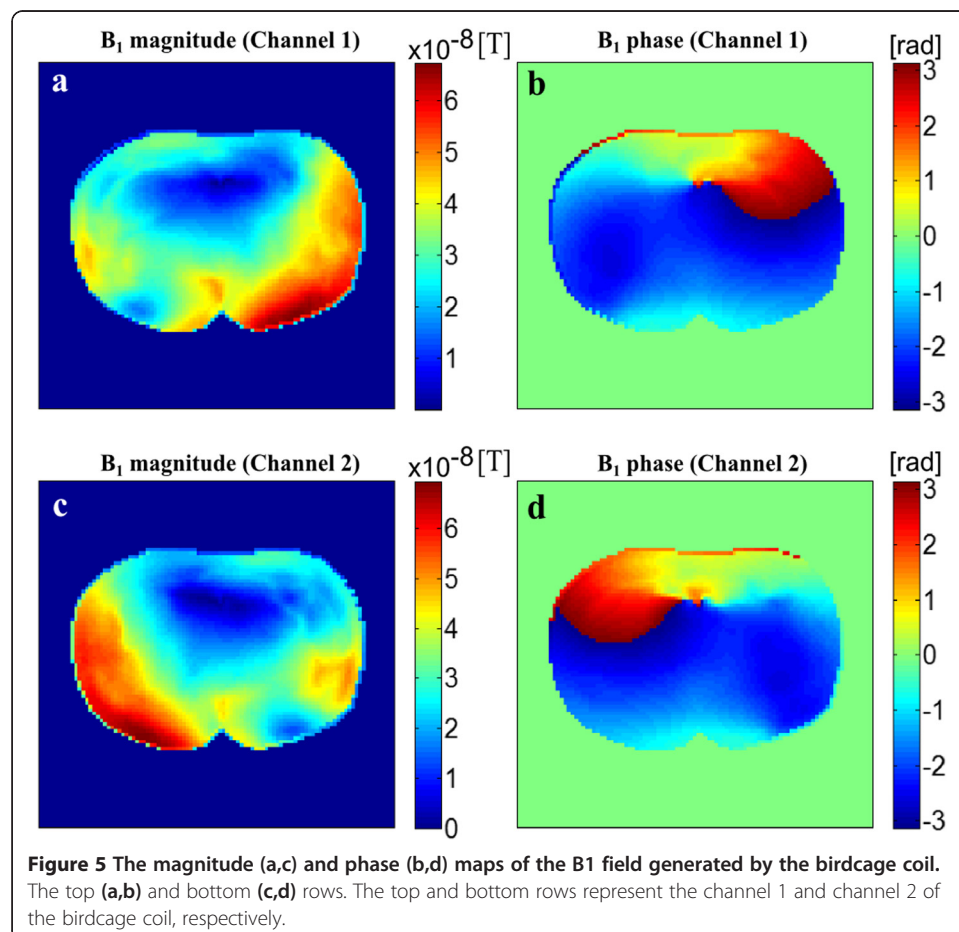 B₁ magnitude (Channel 1)
x10⁻⁸ [T]
a
6
5
4
3
2
1
B₁ phase (Channel 1)
[rad]
b
3
2
1
0
-1
-2
-3
B₁ magnitude (Channel 2)
x10⁻⁸ [T]
c
6
5
4
3
2
1
0
B₁ phase (Channel 2)
[rad]
d
3
2
1
0
-1
-2
-3
Figure 5 The magnitude (a,c) and phase (b,d) maps of the B1 field generated by the birdcage coil.
The top (a,b) and bottom (c,d) rows. The top and bottom rows represent the channel 1 and channel 2 of
the birdcage coil, respectively.